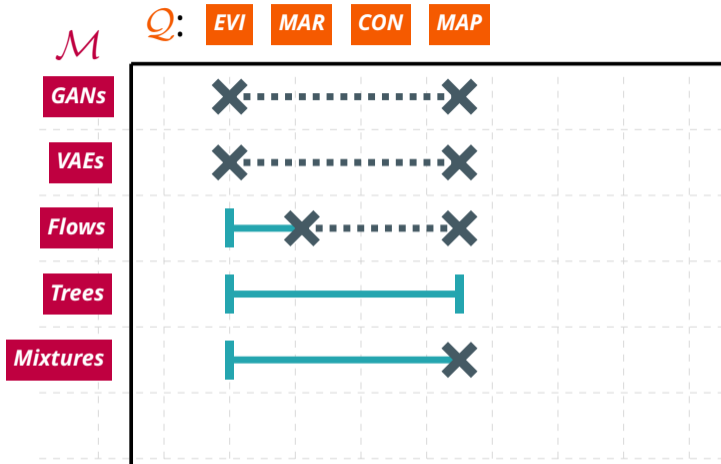 𝒬: EVI MAR CON MAP
ℳ
GANs
VAEs
Flows
Trees
Mixtures